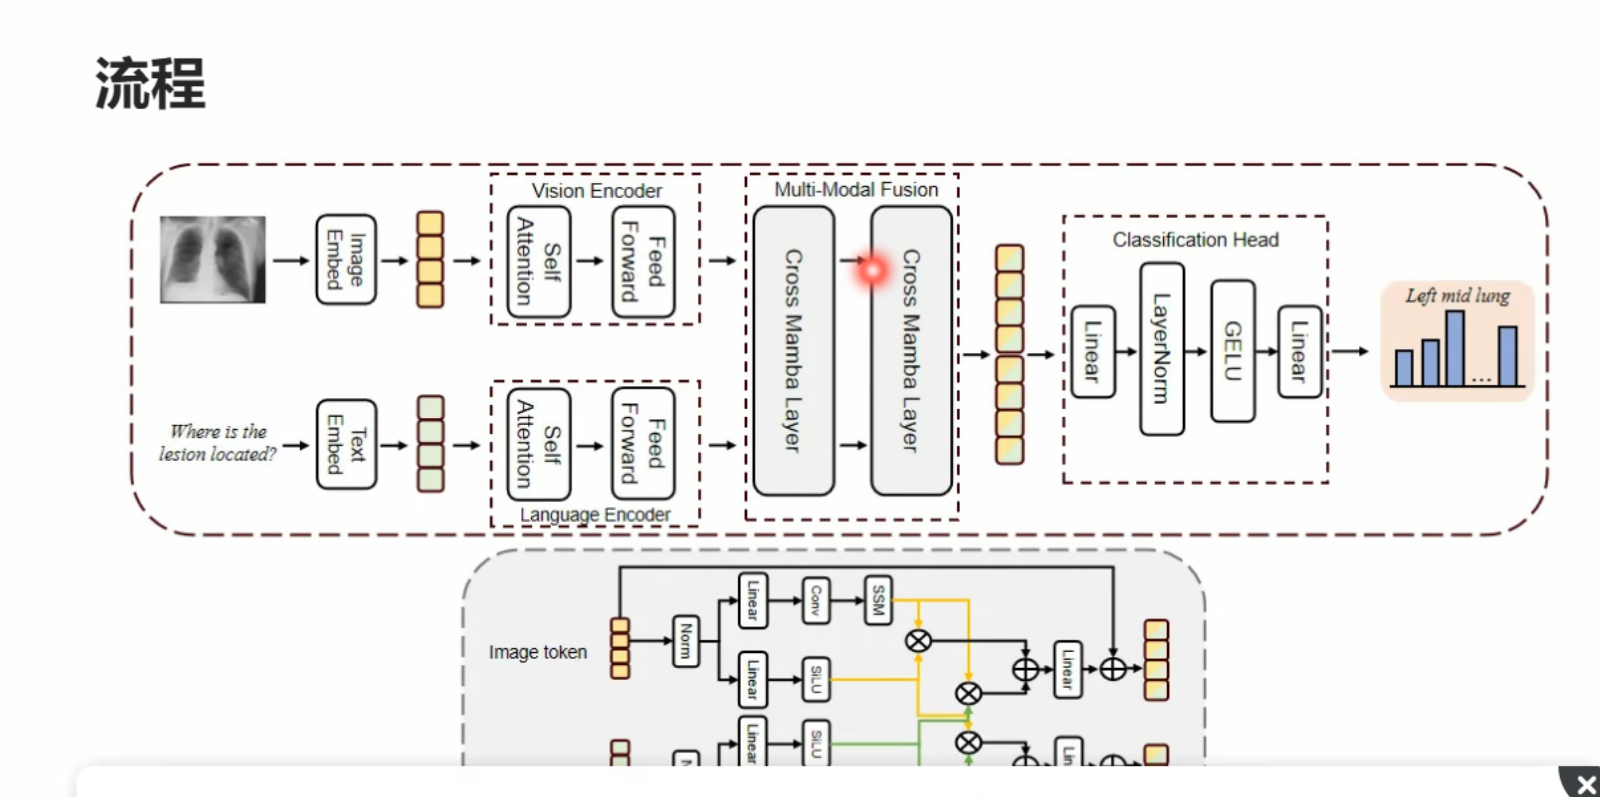 流程
Vision Encoder
Multi-Modal Fusion
Image Embed
Self Attention
Feed Forward
Cross Mamba Layer
Cross Mamba Layer
Classification Head
Linear
LayerNorm
GELU
Linear
Left mid lung
...
Where is the
lesion located?
Text Embed
Self Attention
Feed Forward
Language Encoder
Image token
Norm
Linear
Conv
SSM
Linear
SiLU
Linear
Linear
SiLU
N
Lin